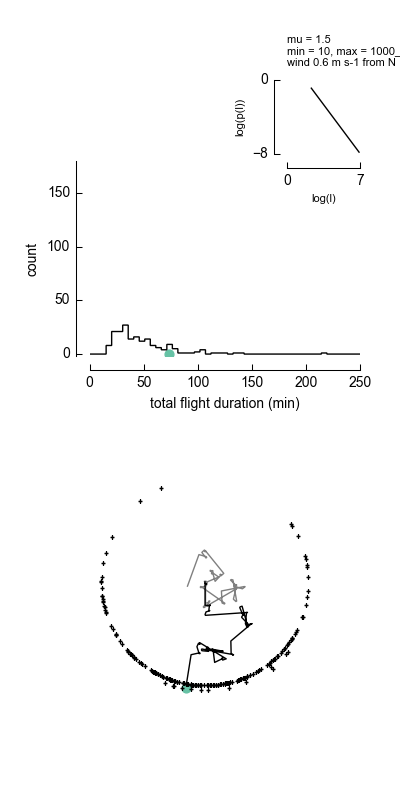 mu = 1.5
min = 10, max = 1000_
wind 0.6 m s-1 from N
0
log(p(l))
−8
0 7
log(l)
150
100
count
50
0
0 50 100 150 200 250
total flight duration (min)